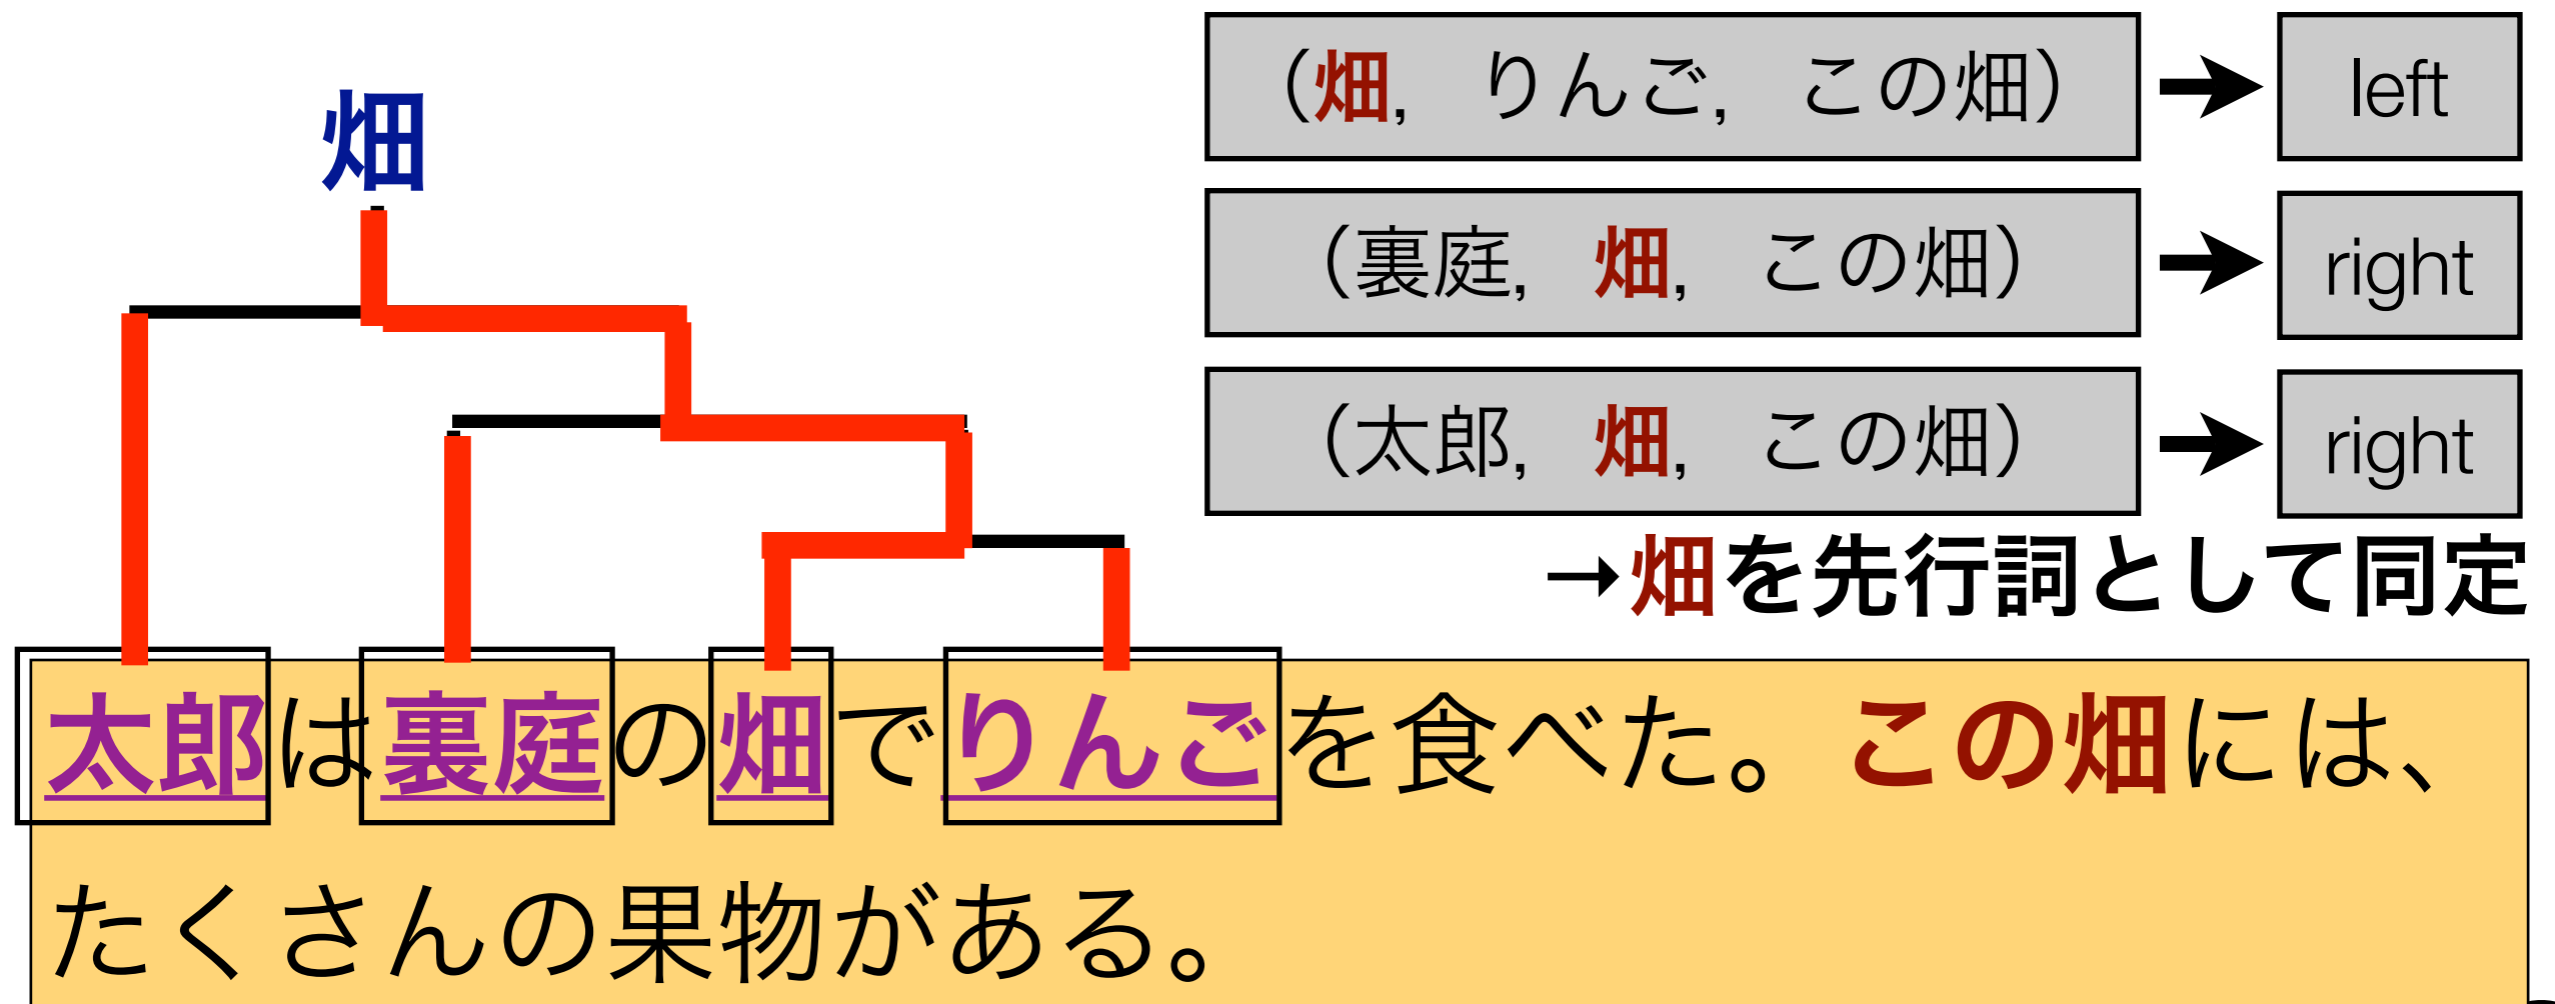 畑
（畑, りんご, この畑）
left
（裏庭, 畑, この畑）
right
（太郎, 畑, この畑）
right
→畑を先行詞として同定
太郎は裏庭の畑でりんごを食べた。この畑には、
たくさんの果物がある。